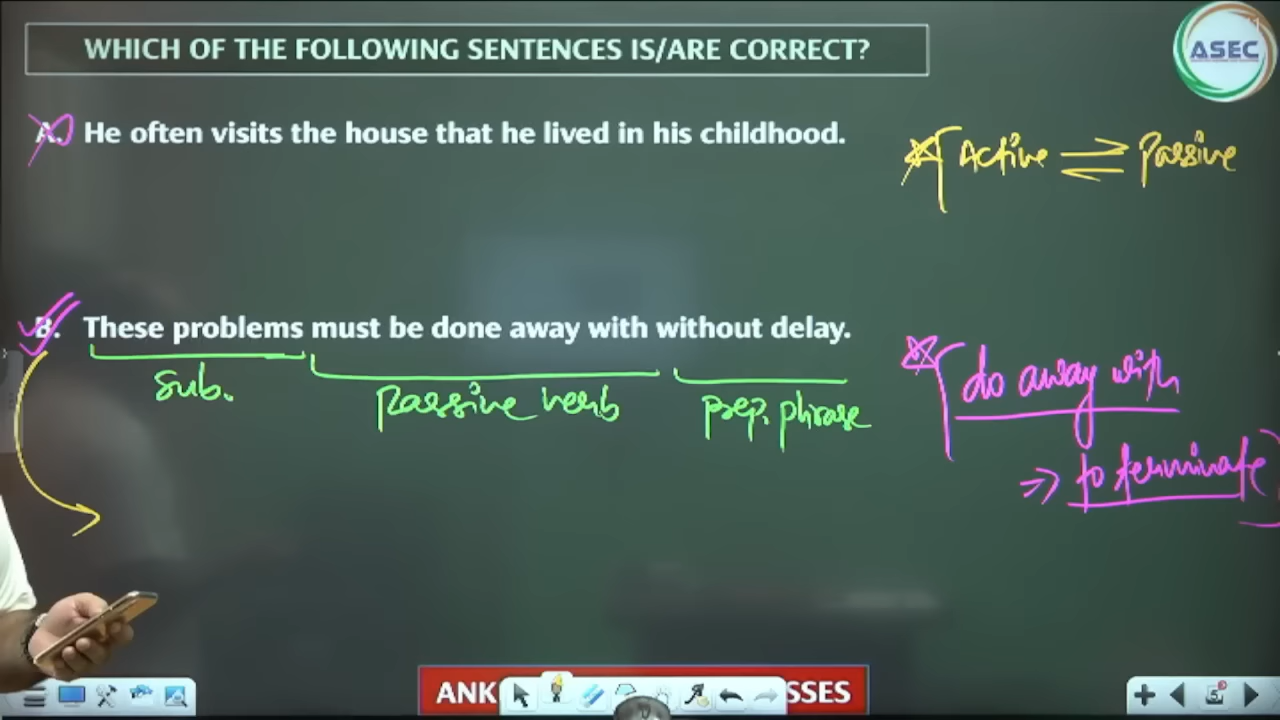 WHICH OF THE FOLLOWING SENTENCES IS/ARE CORRECT?
ASEC
A. He often visits the house that he lived in his childhood.
Active ⇌ Passive
B. These problems must be done away with without delay.
Sub.
Passive verb
prep. phrase
do away with
⇒ to terminate
ANK
SSES
5